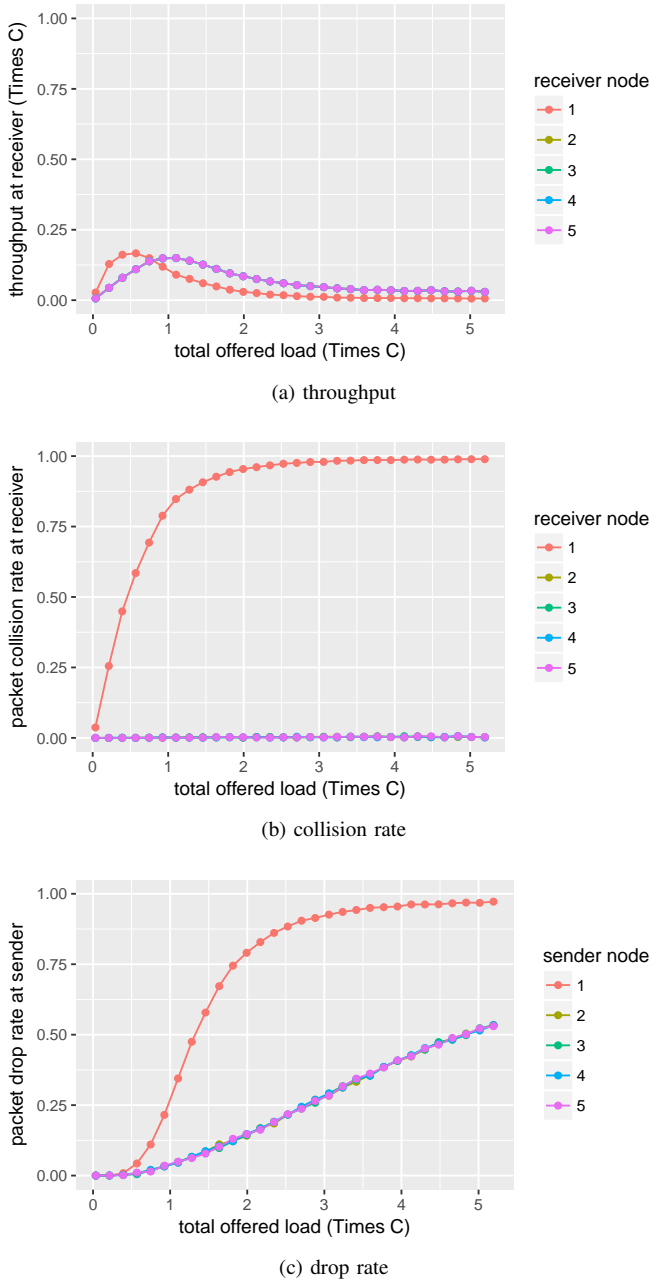 1.00
0.75
0.50
0.25
0.00
throughput at receiver (Times C)
0 1 2 3 4 5
total offered load (Times C)
receiver node
1
2
3
4
5
(a) throughput
1.00
0.75
0.50
0.25
0.00
packet collision rate at receiver
0 1 2 3 4 5
total offered load (Times C)
receiver node
1
2
3
4
5
(b) collision rate
1.00
0.75
0.50
0.25
0.00
packet drop rate at sender
0 1 2 3 4 5
total offered load (Times C)
sender node
1
2
3
4
5
(c) drop rate